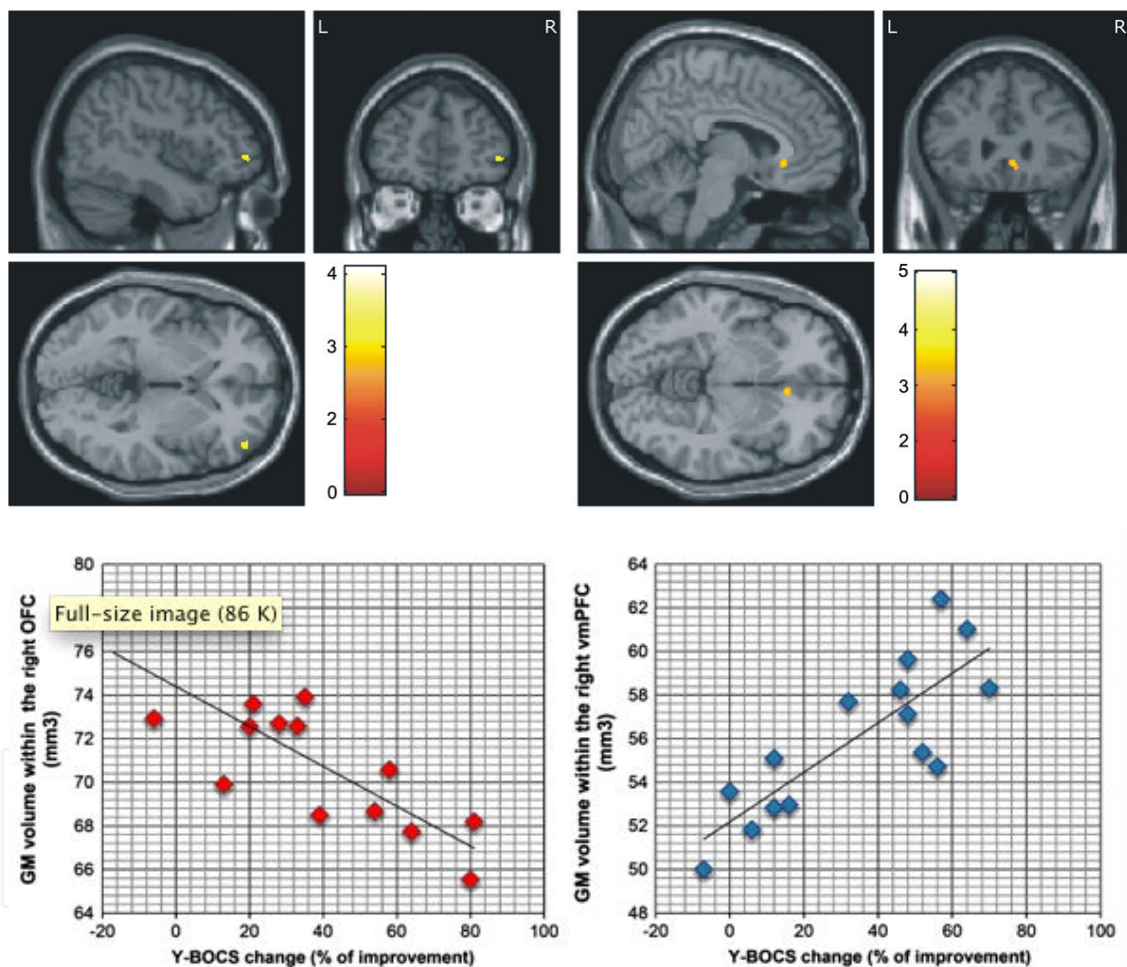 L R
L R
4
3
2
1
0
5
4
3
2
1
0
80
76
74
72
70
68
66
64
-20 0 20 40 60 80 100
GM volume within the right OFC
(mm3)
Full-size image (86 K)
Y-BOCS change (% of improvement)
64
62
60
58
56
54
52
50
48
-20 0 20 40 60 80 100
GM volume within the right vmPFC
(mm3)
Y-BOCS change (% of improvement)